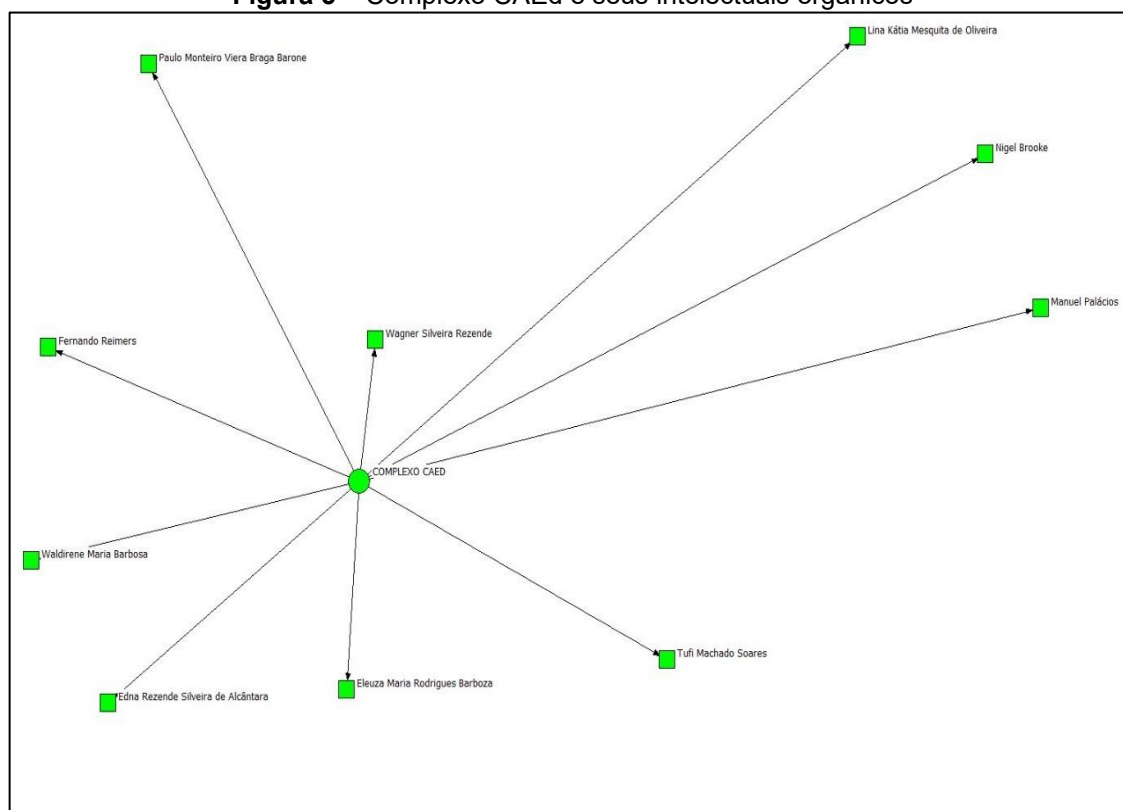 Complexo CAEd e seus intelectuais orgânicos
Lina Kátia Mesquita de Oliveira
Paulo Monteiro Viera Braga Barone
Nigel Brooke
Manuel Palácios
Wagner Silveira Rezende
Fernando Reimers
COMPLEXO CAED
Waldirene Maria Barbosa
Tufi Machado Soares
Eleuza Maria Rodrigues Barboza
Edna Rezende Silveira de Alcântara